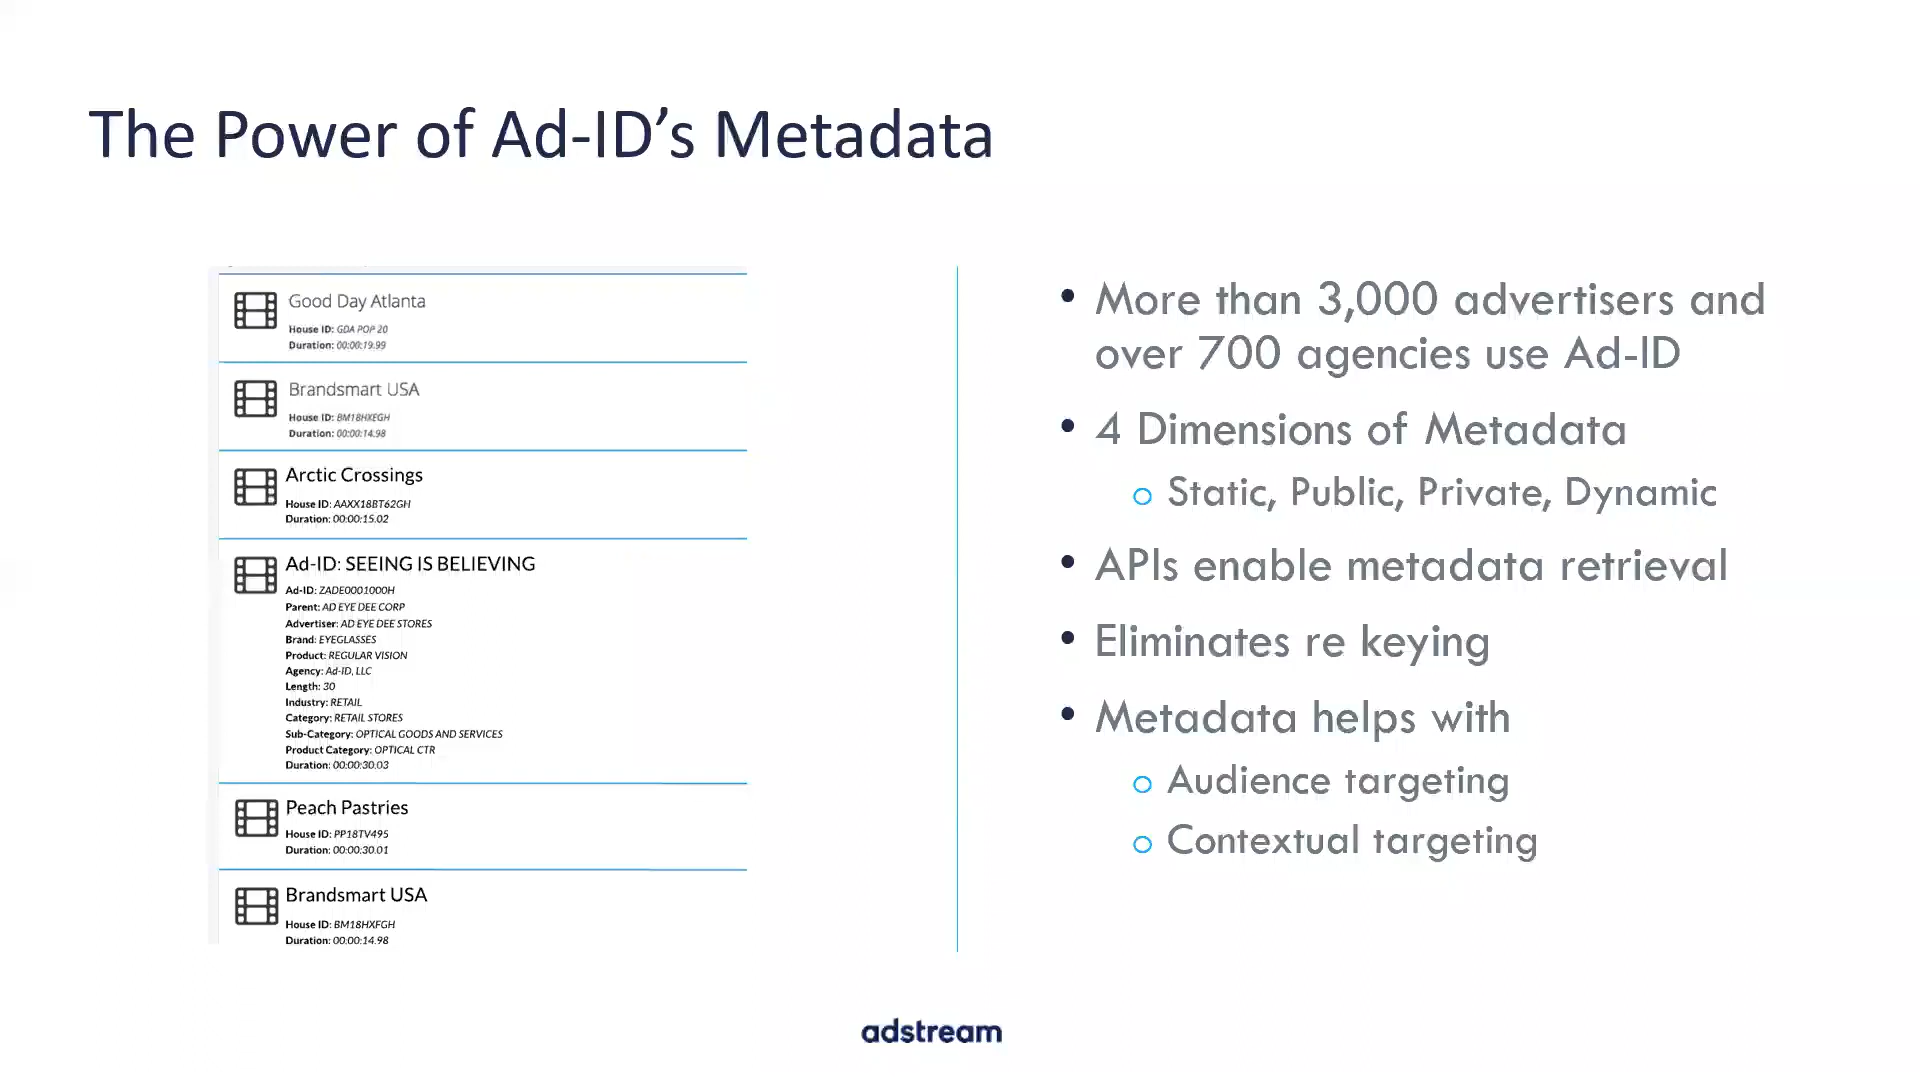 The Power of Ad-ID's Metadata
Good Day Atlanta
House ID: GDA POP 20
Duration: 00:00:19.99
Brandsmart USA
House ID: BM18HXEGH
Duration: 00:00:14.98
Arctic Crossings
House ID: AAXX18BT62GH
Duration: 00:00:15.02
Ad-ID: SEEING IS BELIEVING
Ad-ID: ZADE0001000H
Parent: AD EYE DEE CORP
Advertiser: AD EYE DEE STORES
Brand: EYEGLASSES
Product: REGULAR VISION
Agency: Ad-ID, LLC
Length: 30
Industry: RETAIL
Category: RETAIL STORES
Sub-Category: OPTICAL GOODS AND SERVICES
Product Category: OPTICAL CTR
Duration: 00:00:30.03
Peach Pastries
House ID: PP18TV495
Duration: 00:00:30.01
Brandsmart USA
House ID: BM18HXFGH
Duration: 00:00:14.98
• More than 3,000 advertisers and
over 700 agencies use Ad-ID
• 4 Dimensions of Metadata
o Static, Public, Private, Dynamic
• APIs enable metadata retrieval
• Eliminates re keying
• Metadata helps with
o Audience targeting
o Contextual targeting
adstream